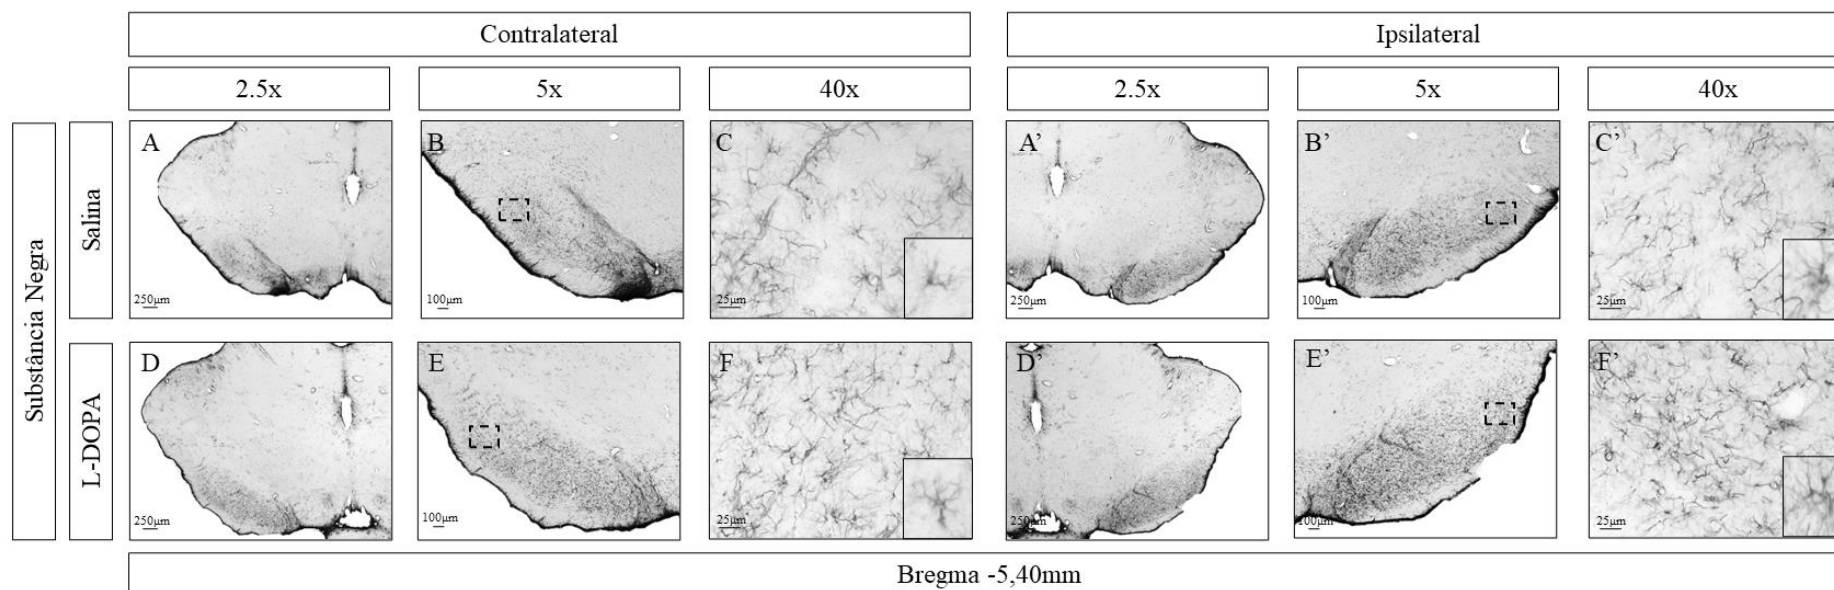 Contralateral
Ipsilateral
2.5x
5x
40x
2.5x
5x
40x
Substância Negra
Salina
A
250µm
B
100µm
C
25µm
A’
250µm
B’
100µm
C’
25µm
L-DOPA
D
250µm
E
100µm
F
25µm
D’
250µm
E’
100µm
F’
25µm
Bregma -5,40mm